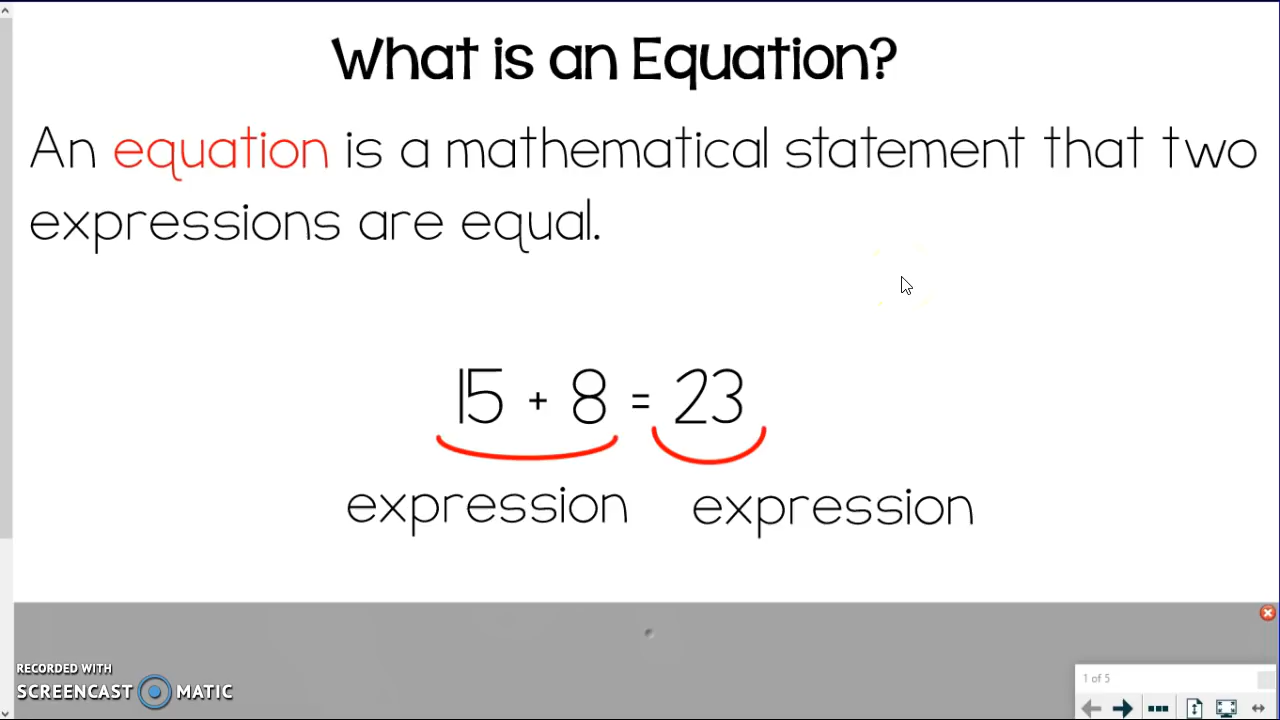 What is an Equation?
An equation is a mathematical statement that two
expressions are equal.
15 + 8 = 23
expression expression
RECORDED WITH
SCREENCAST MATIC
1 of 5